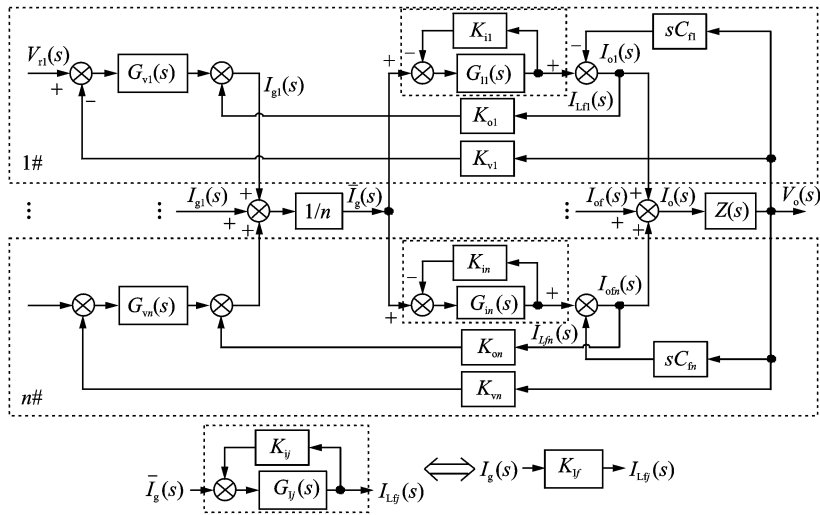 K_i1
sC_f1
V_r1(s)
G_v1(s)
I_g1(s)
G_I1(s)
I_o1(s)
I_Lf1(s)
+
−
+
−
+
−
K_o1
K_v1
1#
⋮
⋮
I_g1(s)
+
+
+
1/n
Ī_g(s)
⋮
I_of(s)
+
+
+
I_o(s)
Z(s)
V_o(s)
K_in
G_vn(s)
G_in(s)
−
+
+
I_ofn(s)
I_Lfn(s)
K_on
sC_fn
K_vn
n#
K_ij
Ī_g(s)
G_Ij(s)
I_Lfj(s)
I_g(s)
K_If
I_Lfj(s)